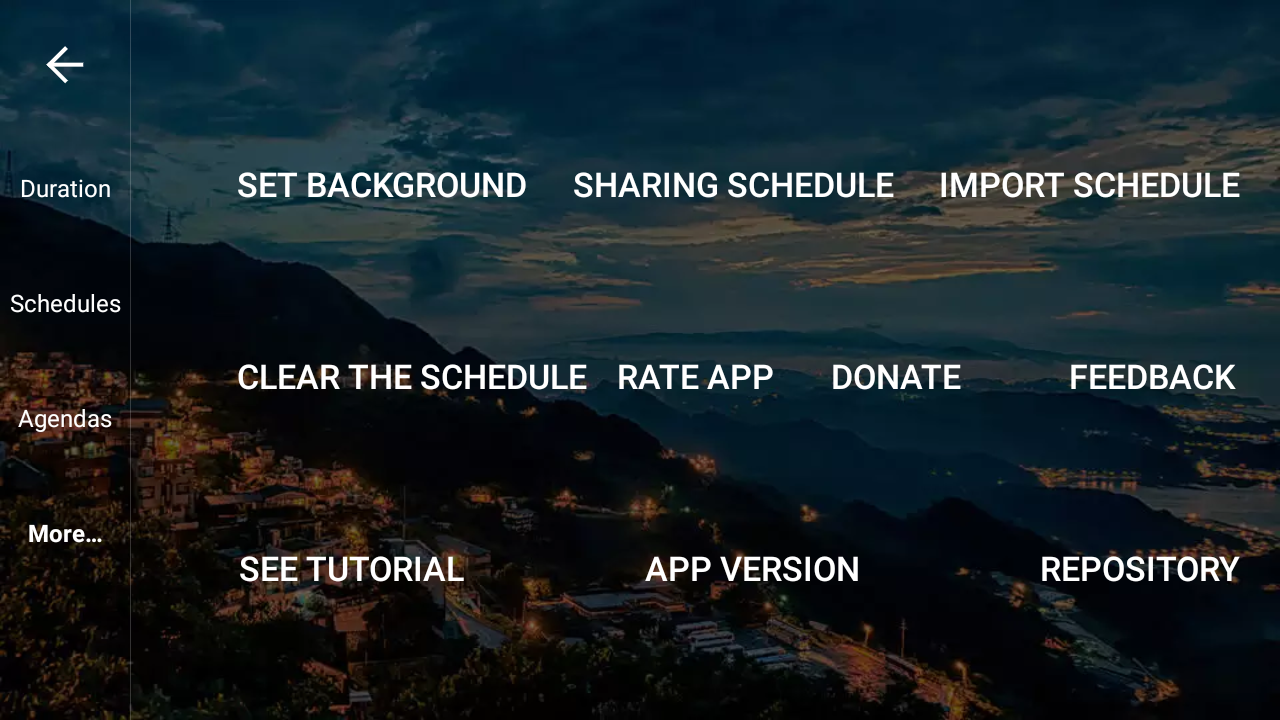 Duration
Schedules
Agendas
More...
SET BACKGROUND SHARING SCHEDULE IMPORT SCHEDULE
CLEAR THE SCHEDULE RATE APP DONATE FEEDBACK
SEE TUTORIAL APP VERSION REPOSITORY